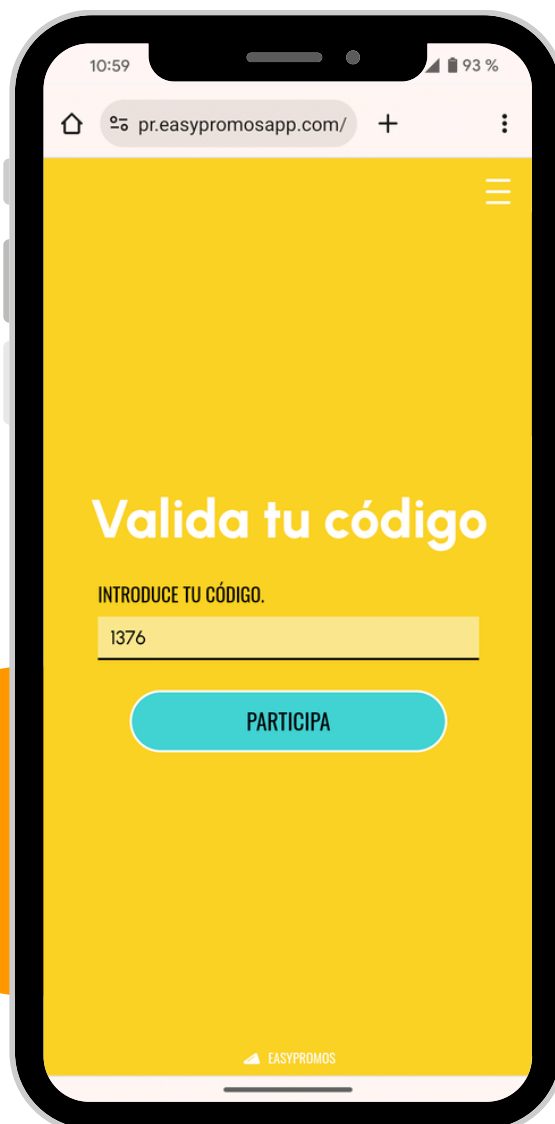 10:59
93 %
pr.easypromosapp.com/
Valida tu código
INTRODUCE TU CÓDIGO.
1376
PARTICIPA
EASYPROMOS